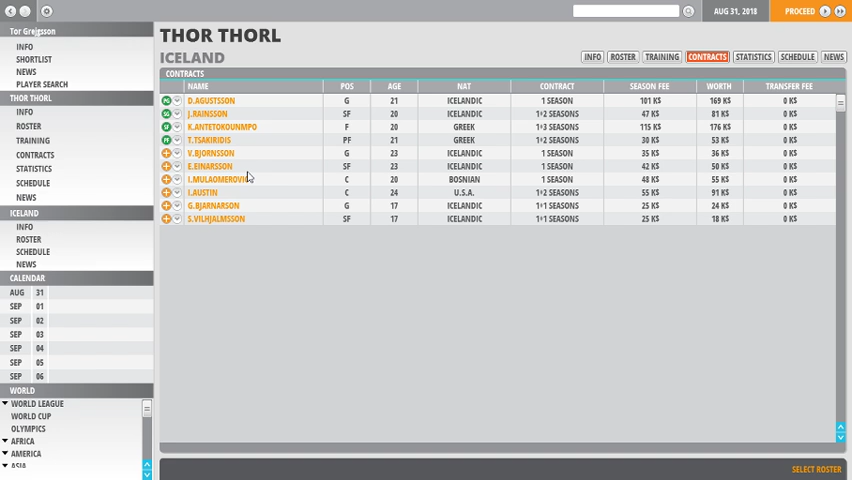 AUG 31, 2018 PROCEED
Tor Grejgsson
INFO
SHORTLIST
NEWS
PLAYER SEARCH
THOR THORL
INFO
ROSTER
TRAINING
CONTRACTS
STATISTICS
SCHEDULE
NEWS
ICELAND
INFO
ROSTER
SCHEDULE
NEWS
CALENDAR
AUG 31
SEP 01
SEP 02
SEP 03
SEP 04
SEP 05
SEP 06
WORLD
WORLD LEAGUE
WORLD CUP
OLYMPICS
AFRICA
AMERICA
ASIA
THOR THORL
ICELAND
INFO ROSTER TRAINING CONTRACTS STATISTICS SCHEDULE NEWS
CONTRACTS
NAME POS AGE NAT CONTRACT SEASON FEE WORTH TRANSFER FEE
PG D.AGUSTSSON G 21 ICELANDIC 1 SEASON 101 K$ 169 K$ 0 K$
SG J.RAINSSON SF 20 ICELANDIC 1+2 SEASONS 47 K$ 81 K$ 0 K$
SF K.ANTETOKOUNMPO F 20 GREEK 1+3 SEASONS 115 K$ 176 K$ 0 K$
PF T.TSAKIRIDIS PF 21 GREEK 1+2 SEASONS 30 K$ 53 K$ 0 K$
V.BJORNSSON G 23 ICELANDIC 1 SEASON 35 K$ 36 K$ 0 K$
E.EINARSSON SF 23 ICELANDIC 1 SEASON 42 K$ 50 K$ 0 K$
I.MULAOMEROVIC C 20 BOSNIAN 1 SEASON 48 K$ 55 K$ 0 K$
I.AUSTIN C 24 U.S.A. 1+2 SEASONS 55 K$ 91 K$ 0 K$
G.BJARNARSON G 17 ICELANDIC 1+1 SEASONS 25 K$ 24 K$ 0 K$
S.VILHJALMSSON SF 17 ICELANDIC 1+1 SEASONS 25 K$ 18 K$ 0 K$
SELECT ROSTER